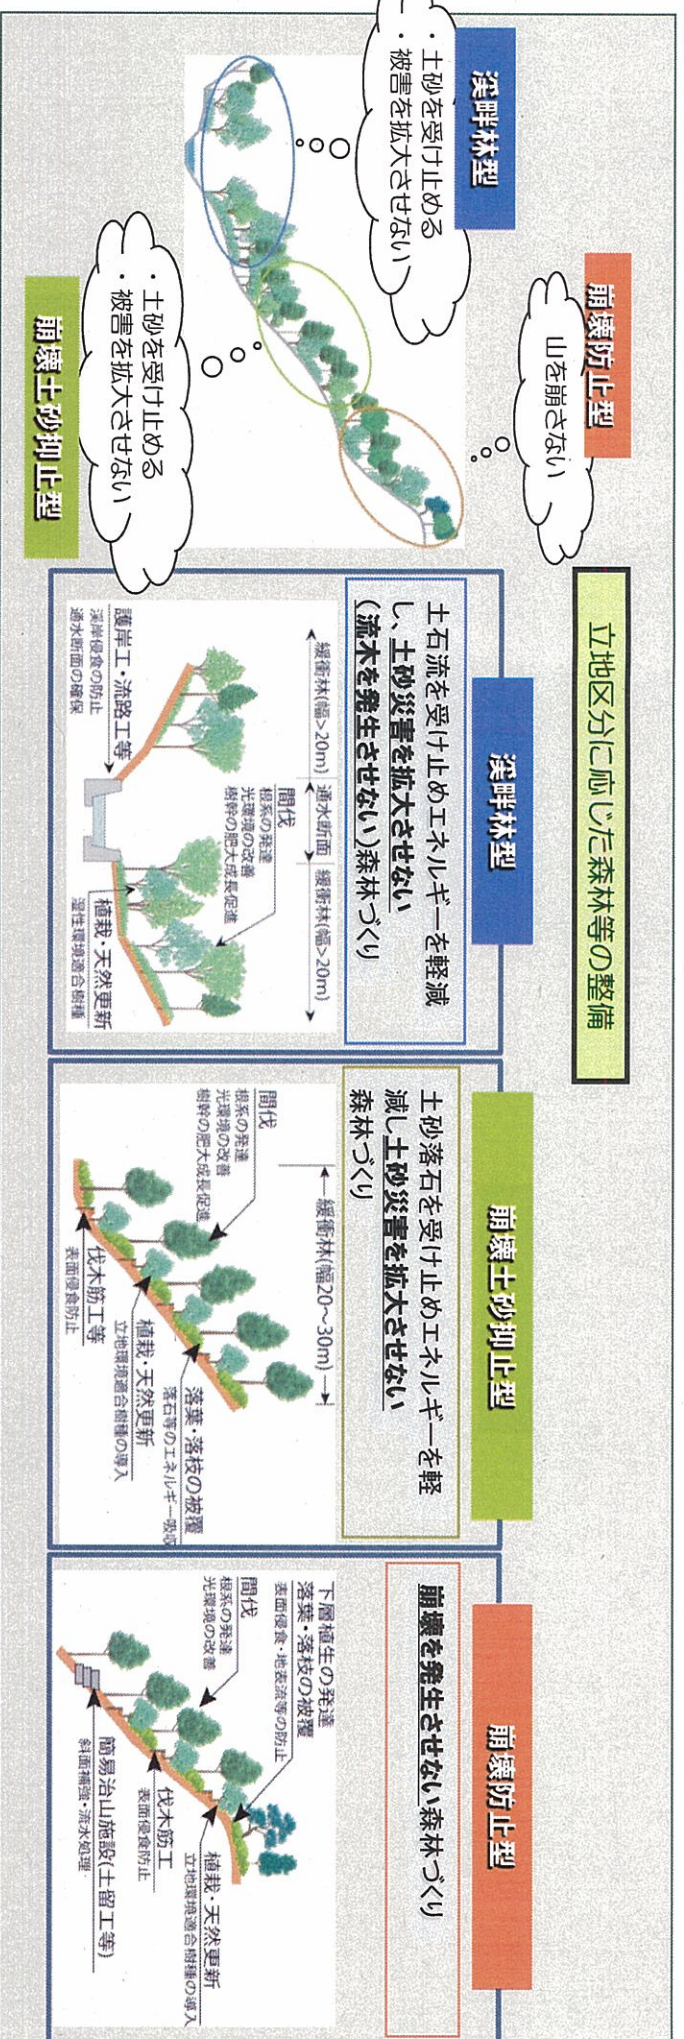 立地区分に応じた森林等の整備
崩壊防止型
山を崩さない
溪畔林型
・土砂を受け止める
・被害を拡大させない
・土砂を受け止める
・被害を拡大させない
崩壊土砂抑止型
溪畔林型
土石流を受け止めエネルギーを軽減
し、土砂災害を拡大させない
(流木を発生させない)森林づくり
緩衝林(幅>20m)
通水断面
緩衝林(幅>20m)
間伐
根系の発達
光環境の改善
樹幹の肥大成長促進
護岸工・流路工等
渓岸侵食の防止
通水断面の確保
植栽・天然更新
湿性環境適合樹種
崩壊土砂抑止型
土砂落石を受け止めエネルギーを軽
減し土砂災害を拡大させない
森林づくり
緩衝林(幅20～30m)
間伐
根系の発達
光環境の改善
樹幹の肥大成長促進
落葉・落枝の被覆
落石等のエネルギー吸収
植栽・天然更新
立地環境適合樹種の導入
伐木筋工等
表面侵食防止
崩壊防止型
崩壊を発生させない森林づくり
下層植生の発達
落葉・落枝の被覆
表面侵食・地表流等の防止
間伐
根系の発達
光環境の改善
植栽・天然更新
立地環境適合樹種の導入
伐木筋工
表面侵食防止
簡易治山施設(土留工等)
斜面補強・流水処理